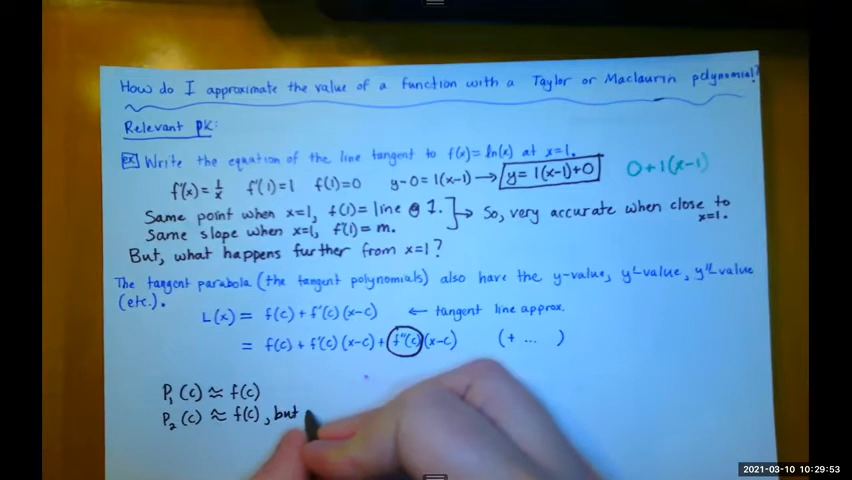 How do I approximate the value of a function with a Taylor or Maclaurin polynomial?
Relevant PK:
ex Write the equation of the line tangent to f(x)= ln(x) at x=1.
f'(x)= 1/x f'(1)=1 f(1)=0 y-0=1(x-1) → y= 1(x-1)+0 0+1(x-1)
Same point when x=1, f(1)= line @ 1.
Same slope when x=1, f'(1)=m.
So, very accurate when close to x=1.
But, what happens further from x=1?
The tangent parabola (the tangent polynomials) also have the y-value, y'-value, y''-value
(etc.).
L(x) = f(c) + f'(c)(x-c) ← tangent line approx.
= f(c) + f'(c)(x-c) + f''(c)(x-c) (+ ... )
P₁(c) ≈ f(c)
P₂(c) ≈ f(c), but
2021-03-10 10:29:53